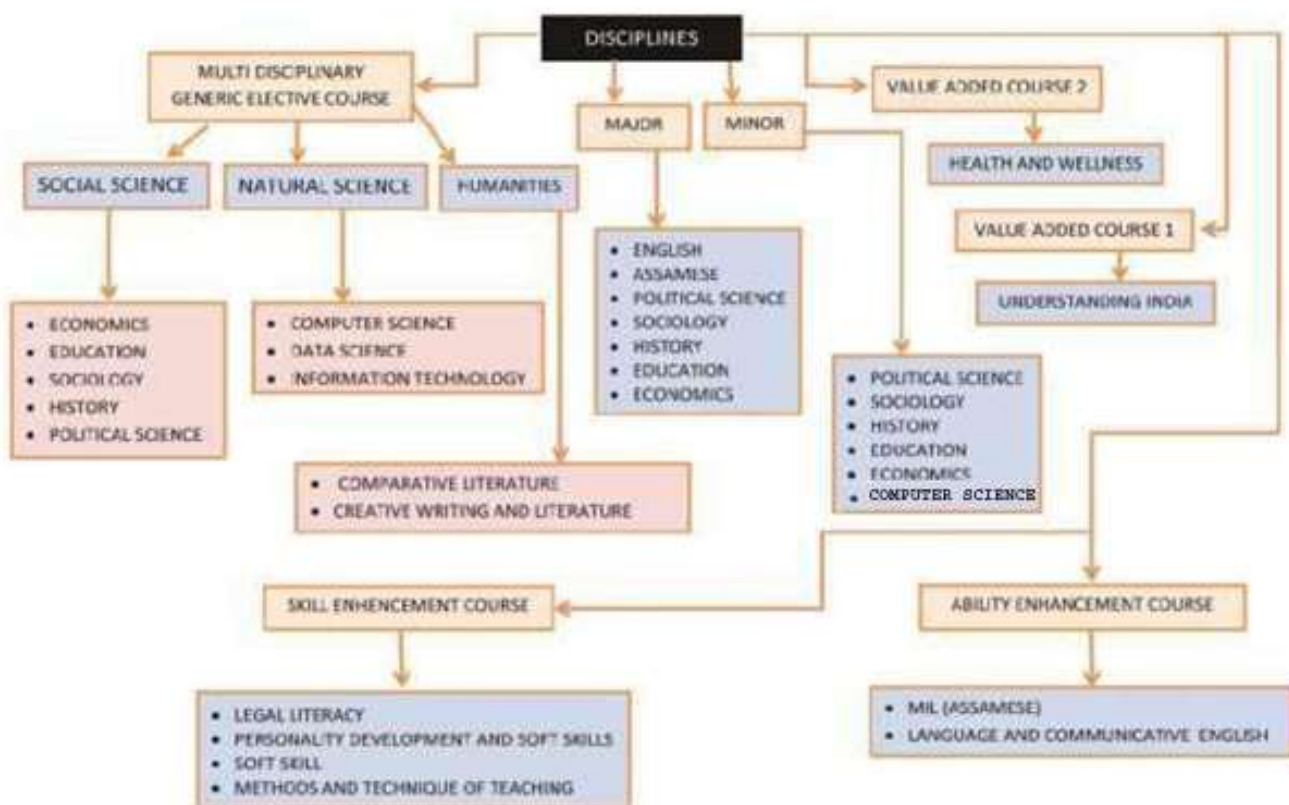 DISCIPLINES
MULTI DISCIPLINARY
GENERIC ELECTIVE COURSE
MAJOR
MINOR
VALUE ADDED COURSE 2
HEALTH AND WELLNESS
SOCIAL SCIENCE
NATURAL SCIENCE
HUMANITIES
VALUE ADDED COURSE 1
UNDERSTANDING INDIA
• ECONOMICS
• EDUCATION
• SOCIOLOGY
• HISTORY
• POLITICAL SCIENCE
• COMPUTER SCIENCE
• DATA SCIENCE
• INFORMATION TECHNOLOGY
• COMPARATIVE LITERATURE
• CREATIVE WRITING AND LITERATURE
• ENGLISH
• ASSAMESE
• POLITICAL SCIENCE
• SOCIOLOGY
• HISTORY
• EDUCATION
• ECONOMICS
• POLITICAL SCIENCE
• SOCIOLOGY
• HISTORY
• EDUCATION
• ECONOMICS
• COMPUTER SCIENCE
SKILL ENHENCEMENT COURSE
• LEGAL LITERACY
• PERSONALITY DEVELOPMENT AND SOFT SKILLS
• SOFT SKILL
• METHODS AND TECHNIQUE OF TEACHING
ABILITY ENHANCEMENT COURSE
• MIL (ASSAMESE)
• LANGUAGE AND COMMUNICATIVE ENGLISH